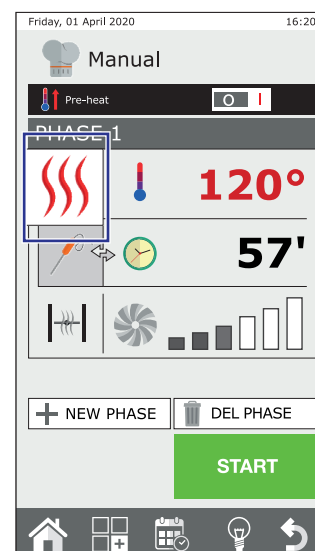 Friday, 01 April 2020 16:20
Manual
Pre-heat O I
PHASE 1
120°
57'
NEW PHASE DEL PHASE
START